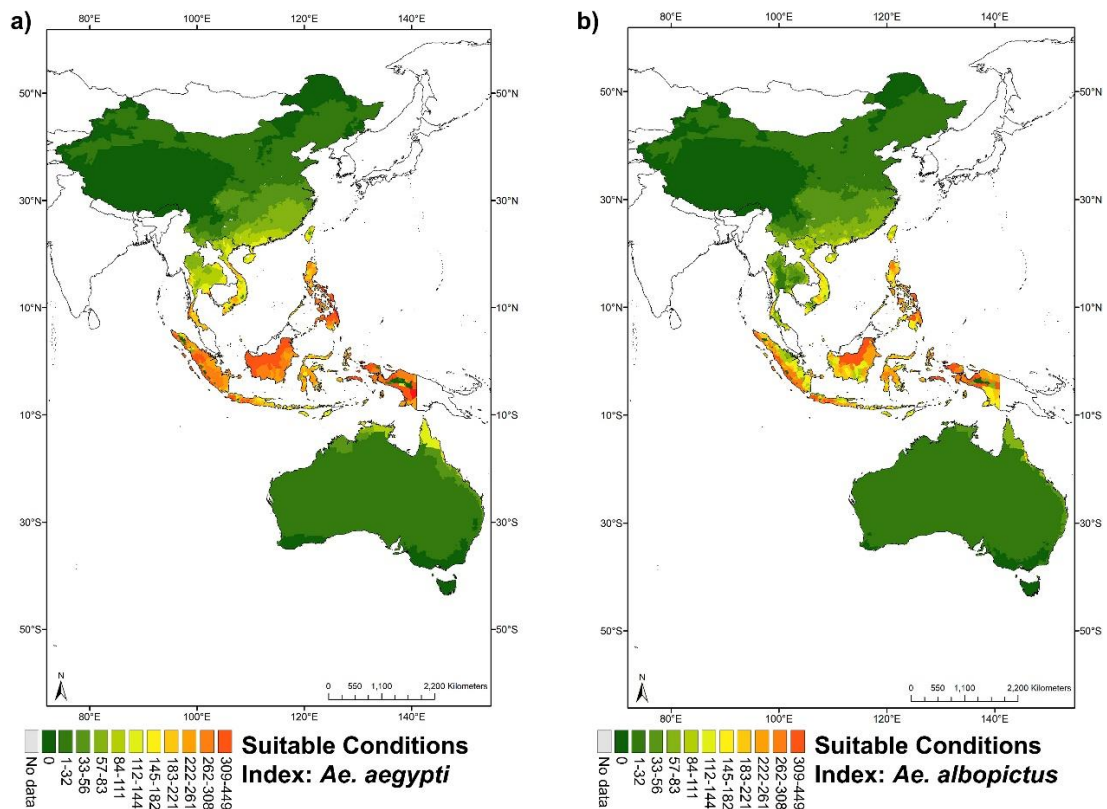 a)
80°E 100°E 120°E 140°E
50°N 50°N
30°N 30°N
10°N 10°N
10°S 10°S
30°S 30°S
50°S 50°S
N
0 550 1,100 2,200 Kilometers
80°E 100°E 120°E 140°E
No data
0
1-32
33-56
57-83
84-111
112-144
145-182
183-221
222-261
262-308
309-449
Suitable Conditions
Index: Ae. aegypti
b)
80°E 100°E 120°E 140°E
50°N 50°N
30°N 30°N
10°N 10°N
10°S 10°S
30°S 30°S
50°S 50°S
N
0 550 1,100 2,200 Kilometers
80°E 100°E 120°E 140°E
No data
0
1-32
33-56
57-83
84-111
112-144
145-182
183-221
222-261
262-308
309-449
Suitable Conditions
Index: Ae. albopictus